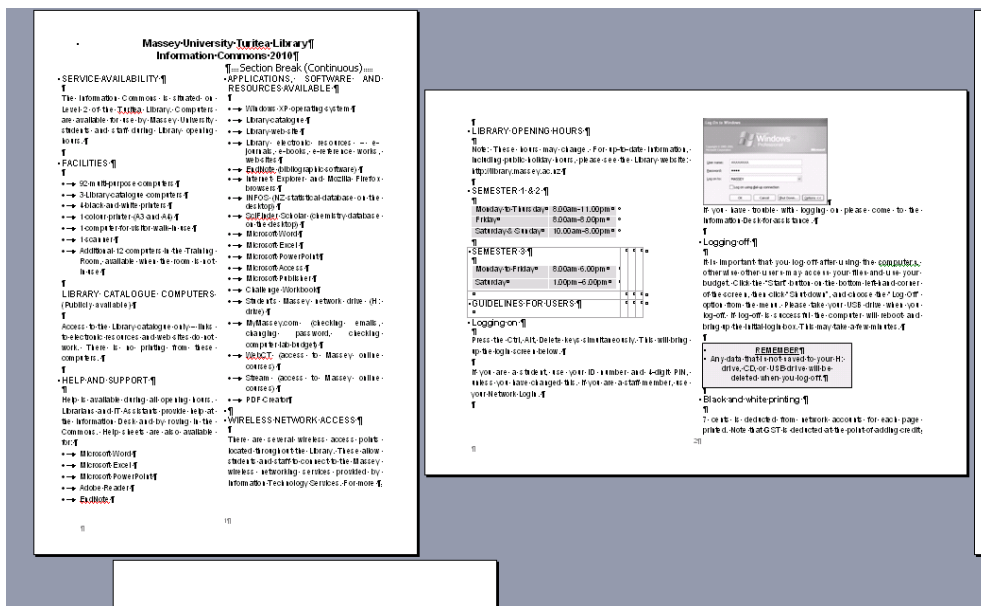 Massey University Turitea Library
Information Commons 2010
Section Break (Continuous)
SERVICE AVAILABILITY
The Information Commons is situated on
Level 2 of the Turitea Library. Computers
are available for use by Massey University
students and staff during Library opening
hours.
FACILITIES
92 multi-purpose computers
3 Library catalogue computers
4 black and white printers
1 colour printer (A3 and A4)
1 computer for visitor walk-in use
1 scanner
Additional 12 computers in the Training
Room, available when the room is not
in use
LIBRARY CATALOGUE COMPUTERS
(Publicly available)
Access to the Library catalogue only – links
to electronic resources and web sites do not
work. There is no printing from these
computers.
HELP AND SUPPORT
Help is available during all opening hours.
Librarians and IT Assistants provide help at
the Information Desk and by roving in the
Commons. Help sheets are also available
for:
Microsoft Word
Microsoft Excel
Microsoft PowerPoint
Adobe Reader
EndNote
APPLICATIONS, SOFTWARE AND
RESOURCES AVAILABLE
Windows XP operating system
Library catalogue
Library web site
Library electronic resources – e-
journals, e-books, e-reference works,
web sites
EndNote (bibliographic software)
Internet Explorer and Mozilla Firefox
browsers
INFOS (NZ statistical database on the
desktop)
SciFinder Scholar (chemistry database
on the desktop)
Microsoft Word
Microsoft Excel
Microsoft PowerPoint
Microsoft Access
Microsoft Publisher
Challenge Workbook
Students Massey network drive (H:
drive)
MyMassey.com (checking emails,
changing password, checking
computer lab budget)
WebCT (access to Massey online
courses)
Stream (access to Massey online
courses)
PDF Creator
WIRELESS NETWORK ACCESS
There are several wireless access points
located throughout the Library. These allow
students and staff to connect to the Massey
wireless networking services provided by
Information Technology Services. For more
1
LIBRARY OPENING HOURS
Note: These hours may change. For up-to-date information,
including public holiday hours, please see the Library web site:
http://library.massey.ac.nz
SEMESTER 1 & 2
Monday to Thursday 8.00am-11.00pm
Friday 8.00am-8.00pm
Saturday & Sunday 10.00am-8.00pm
SEMESTER 3
Monday to Friday 8.00am-6.00pm
Saturday 1.00pm-6.00pm
GUIDELINES FOR USERS
Logging on
Press the Ctrl, Alt, Delete keys simultaneously. This will bring
up the login screen below.
If you are a student, use your ID number and 4-digit PIN,
unless you have changed this. If you are a staff member, use
your Network Login.
Log On to Windows
Windows
If you have trouble with logging on please come to the
Information Desk for assistance.
Logging off
It is important that you log off after using the computers,
otherwise other users may access your files and use your
budget. Click the "Start" button on the bottom left-hand corner
of the screen, then click "Shut down", and choose the "Log Off"
option from the menu. Please take your USB drive when you
log off. If log-off is successful the computer will reboot and
bring up the initial login box. This may take a few minutes.
REMEMBER
Any data that is not saved to your H:
drive, CD, or USB drive will be
deleted when you log off.
Black and white printing
7 cents is deducted from network accounts for each page
printed. Note that GST is deducted at the point of adding credit,
2